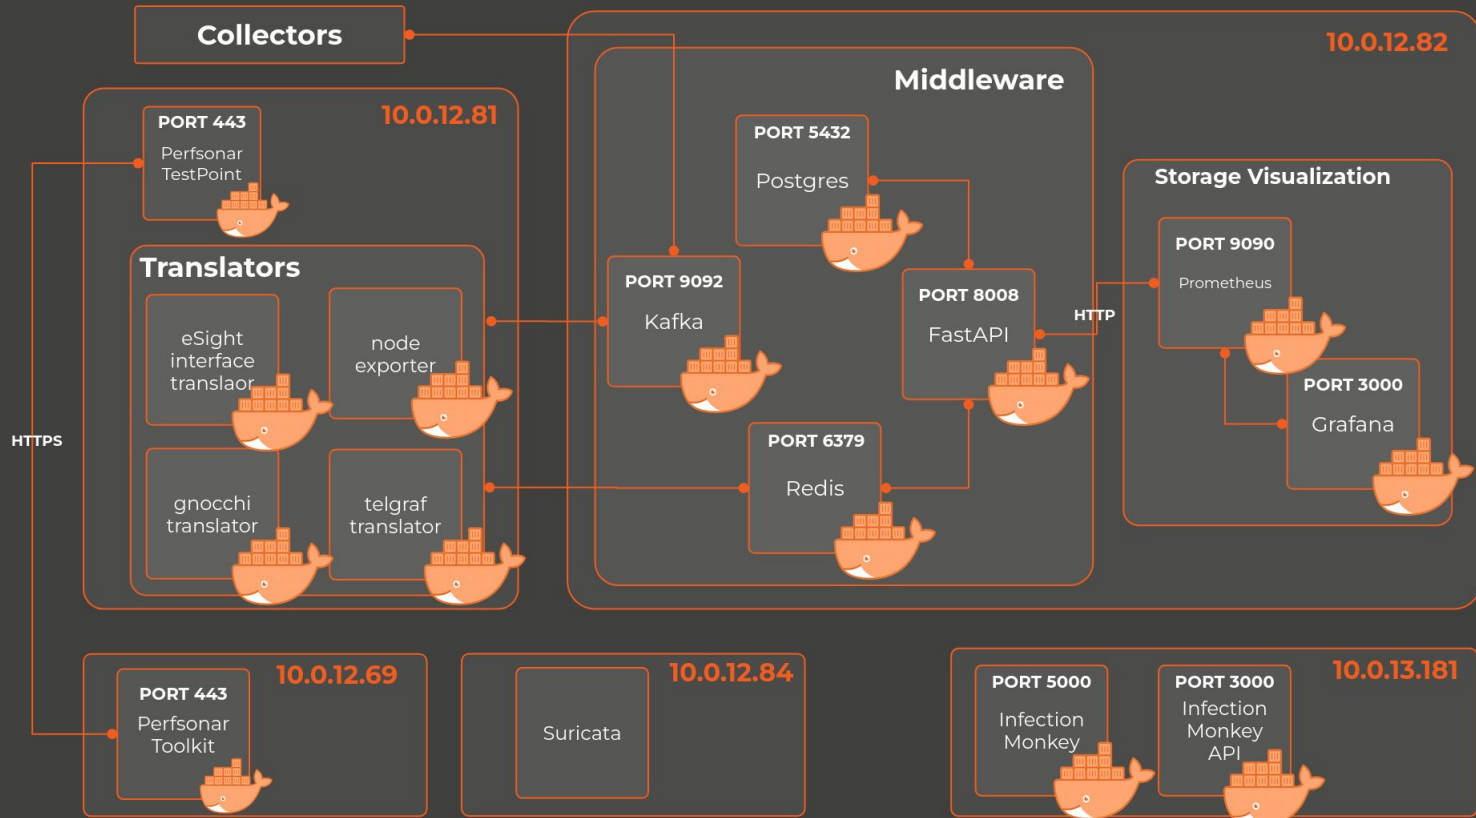 Collectors
10.0.12.82
Middleware
10.0.12.81
PORT 443
Perfsonar
TestPoint
PORT 5432
Postgres
Storage Visualization
Translators
PORT 9092
Kafka
PORT 8008
FastAPI
HTTP
PORT 9090
Prometheus
eSight
interface
translaor
node
exporter
PORT 3000
Grafana
HTTPS
PORT 6379
Redis
gnocchi
translator
telgraf
translator
10.0.12.69
PORT 443
Perfsonar
Toolkit
10.0.12.84
Suricata
10.0.13.181
PORT 5000
Infection
Monkey
PORT 3000
Infection
Monkey
API